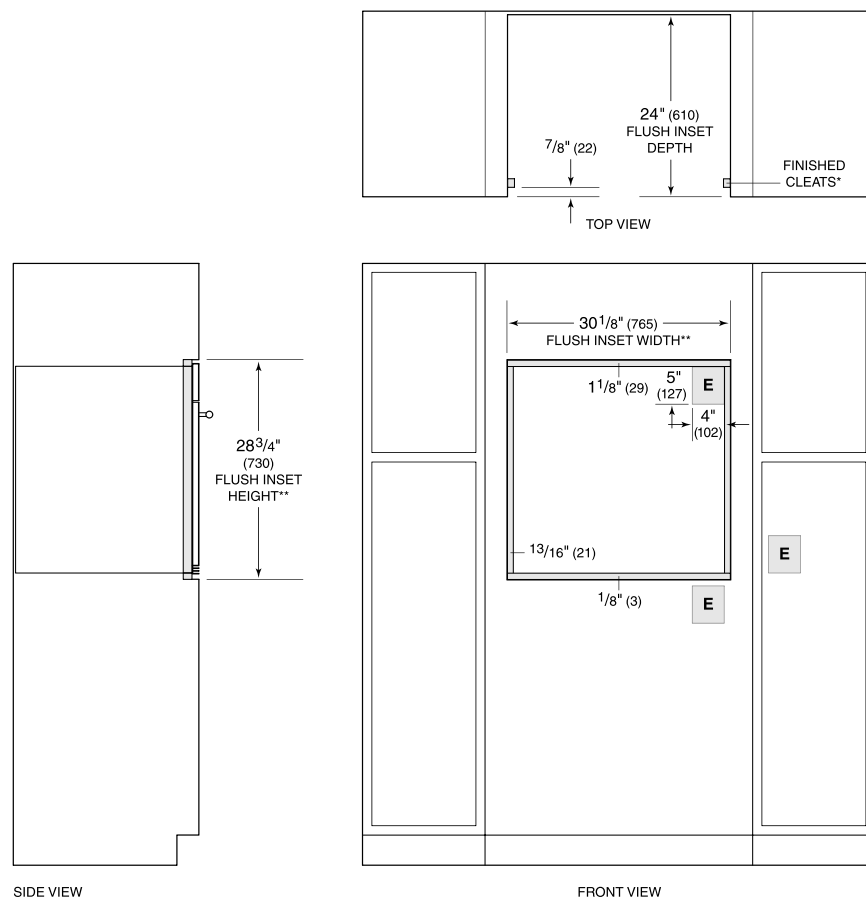 24" (610)
FLUSH INSET
DEPTH
7/8" (22)
FINISHED
CLEATS*
TOP VIEW
30 1/8" (765)
FLUSH INSET WIDTH**
1 1/8" (29)
5"
(127)
E
4"
(102)
28 3/4"
(730)
FLUSH INSET
HEIGHT**
13/16" (21)
E
1/8" (3)
E
SIDE VIEW
FRONT VIEW